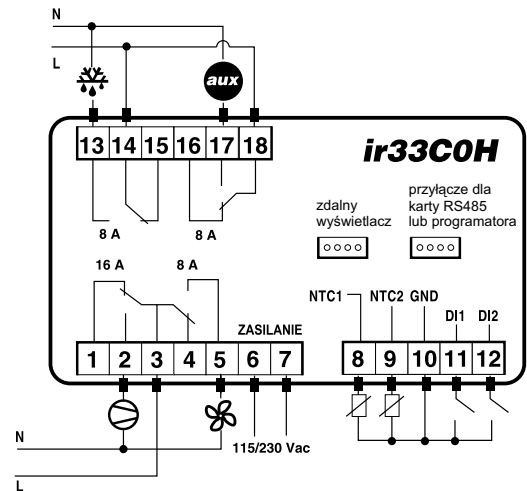 N
L
aux
13 14 15 16 17 18
ir33C0H
8 A 8 A
zdalny
wyświetlacz
przyłącze dla
karty RS485
lub programatora
16 A 8 A
ZASILANIE
NTC1 NTC2 GND
DI1 DI2
1 2 3 4 5 6 7
8 9 10 11 12
115/230 Vac
N
L